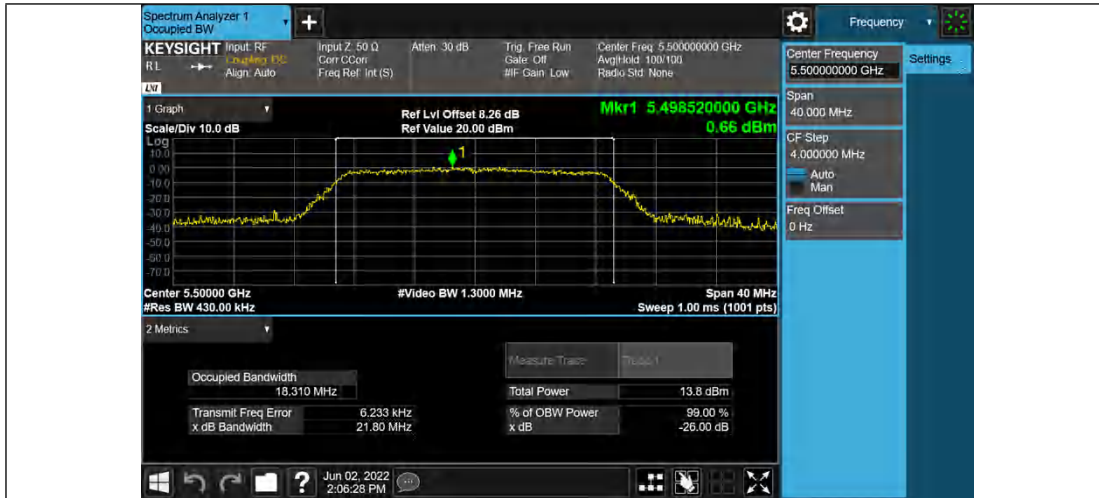 Spectrum Analyzer 1
Occupied BW
+
Frequency
KEYSIGHT
RL
LXI
Input: RF
Coupling: DC
Align: Auto
Input Z: 50 Ω
Corr CCorr
Freq Ref: Int (S)
Atten: 30 dB
Trig: Free Run
Gate: Off
#IF Gain: Low
Center Freq: 5.500000000 GHz
Avg|Hold: 100/100
Radio Std: None
Center Frequency
5.500000000 GHz
Settings
Span
40.000 MHz
CF Step
4.000000 MHz
Auto
Man
Freq Offset
0 Hz
1 Graph
Scale/Div 10.0 dB
Ref Lvl Offset 8.26 dB
Ref Value 20.00 dBm
Mkr1 5.498520000 GHz
0.66 dBm
Log
10.0
0.00
-10.0
-20.0
-30.0
-40.0
-50.0
-60.0
-70.0
1
Center 5.50000 GHz
#Res BW 430.00 kHz
#Video BW 1.3000 MHz
Span 40 MHz
Sweep 1.00 ms (1001 pts)
2 Metrics
Measure Trace
Trace 1
Occupied Bandwidth
18.310 MHz
Total Power
13.8 dBm
Transmit Freq Error
6.233 kHz
% of OBW Power
99.00 %
x dB Bandwidth
21.80 MHz
x dB
-26.00 dB
?
Jun 02, 2022
2:06:28 PM